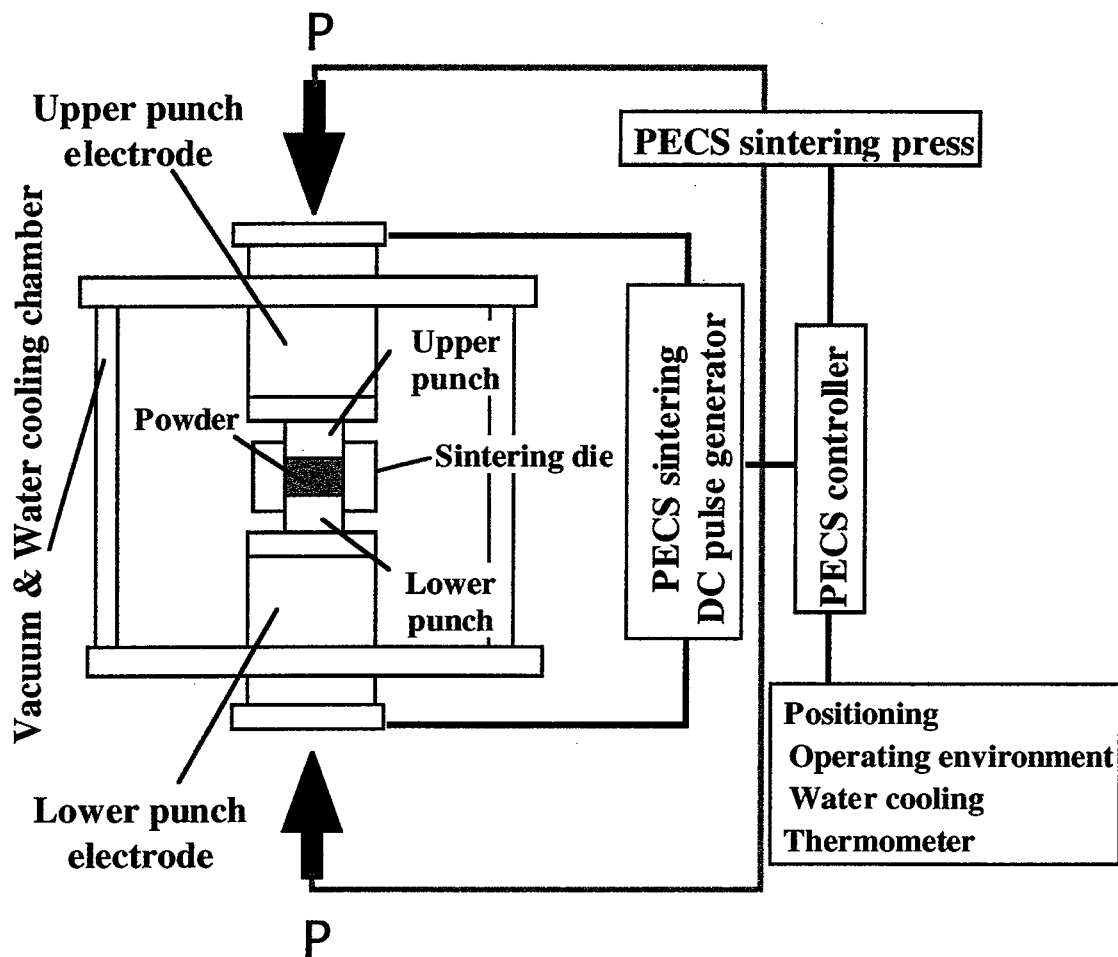 P
Upper punch
electrode
PECS sintering press
Vacuum & Water cooling chamber
Upper
punch
Powder
Sintering die
PECS sintering
DC pulse generator
PECS controller
Lower
punch
Positioning
Operating environment
Water cooling
Thermometer
Lower punch
electrode
P